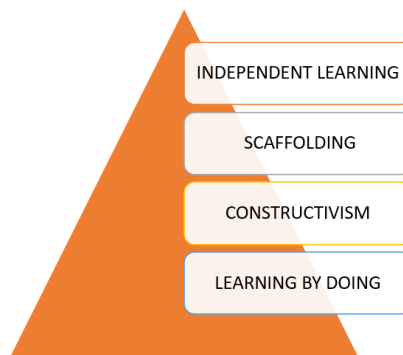 INDEPENDENT LEARNING
SCAFFOLDING
CONSTRUCTIVISM
LEARNING BY DOING